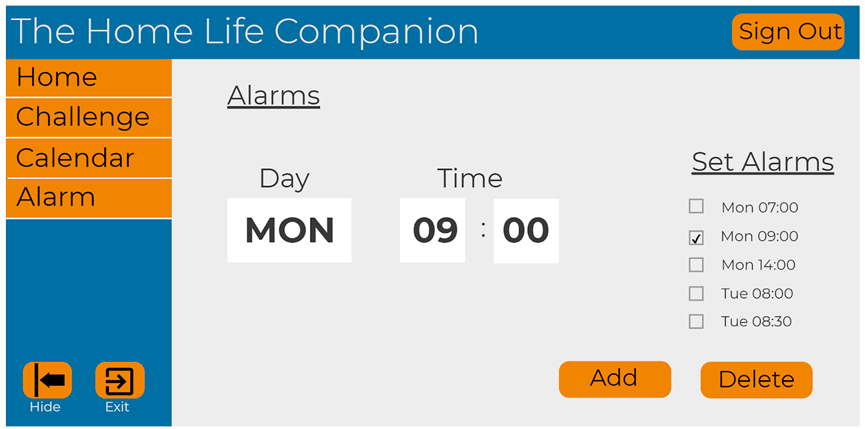 The Home Life Companion
Sign Out
Home
Challenge
Calendar
Alarm
Hide
Exit
Alarms
Day
Time
MON
09 : 00
Set Alarms
Mon 07:00
Mon 09:00
Mon 14:00
Tue 08:00
Tue 08:30
Add
Delete